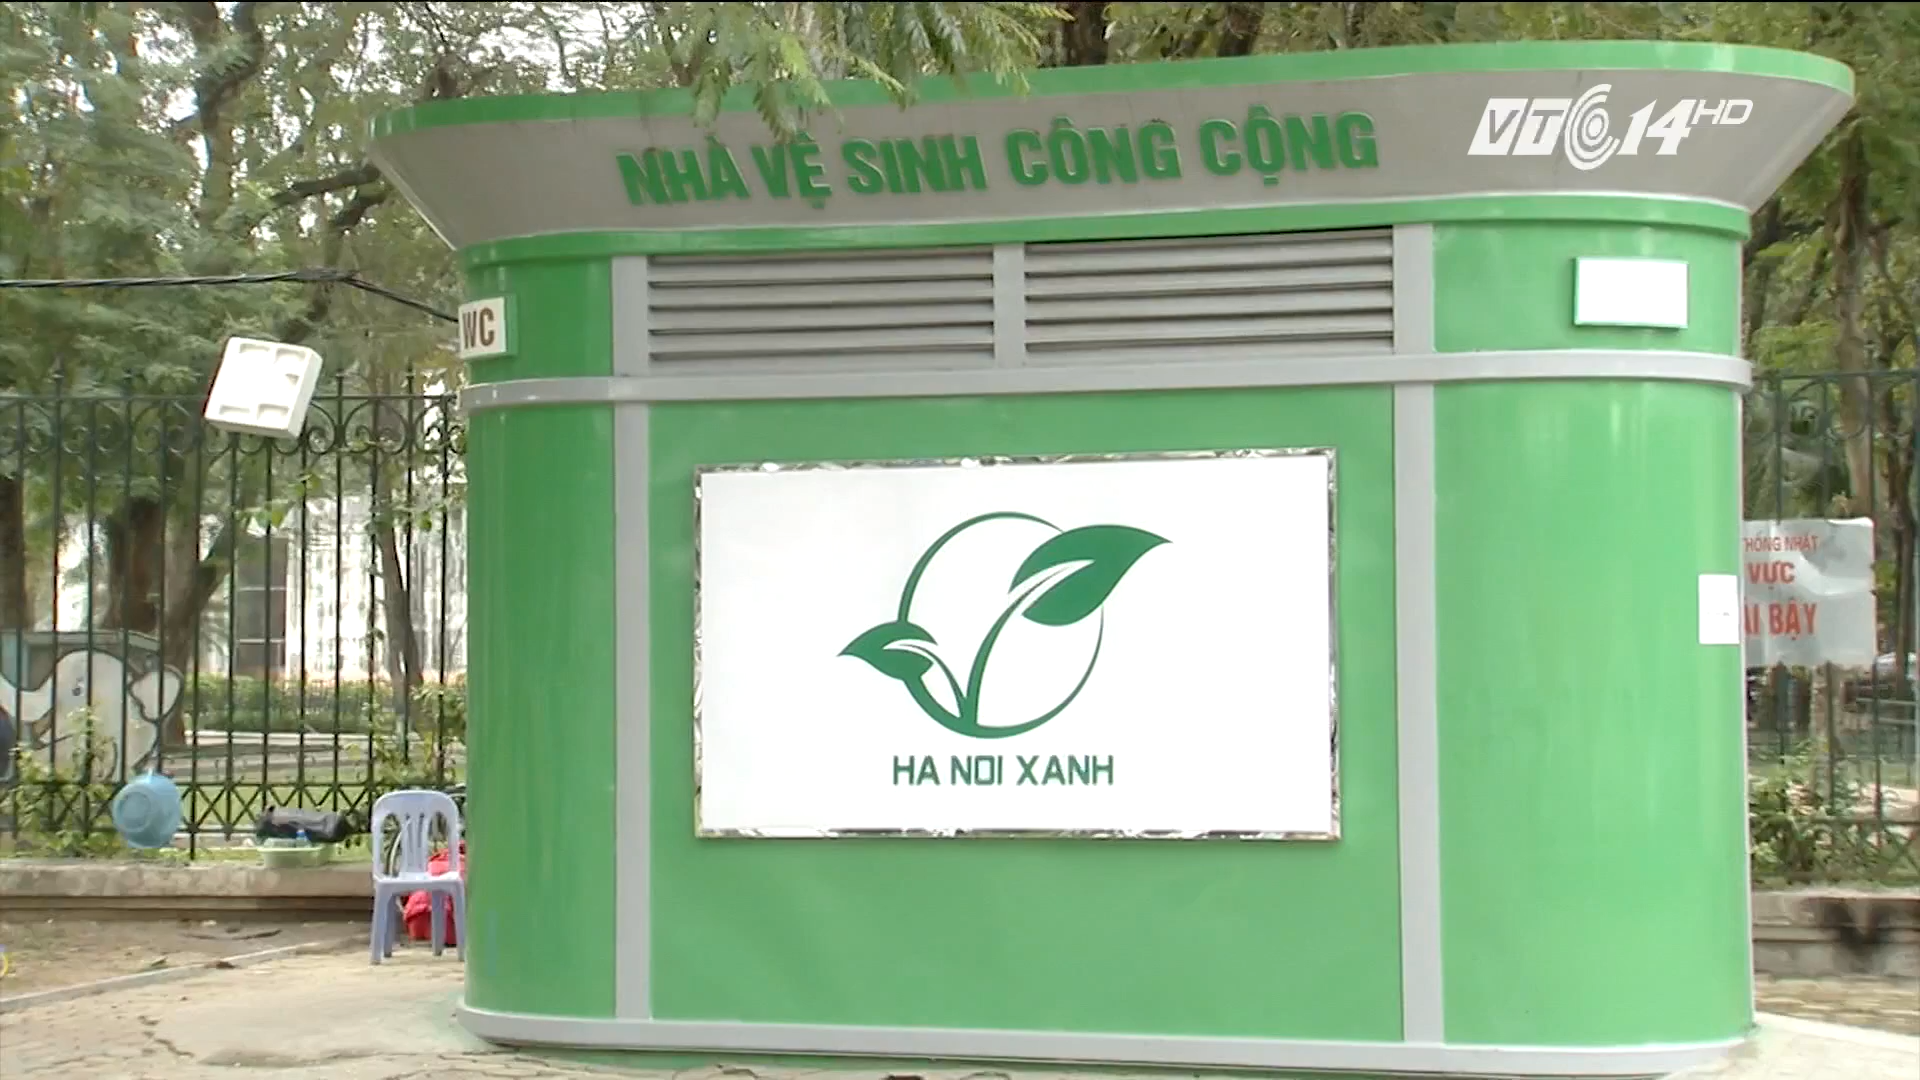 NHÀ VỆ SINH CÔNG CỘNG
VTC14HD
WC
HA NOI XANH
THỐNG NHẤT
VỰC
BẬY